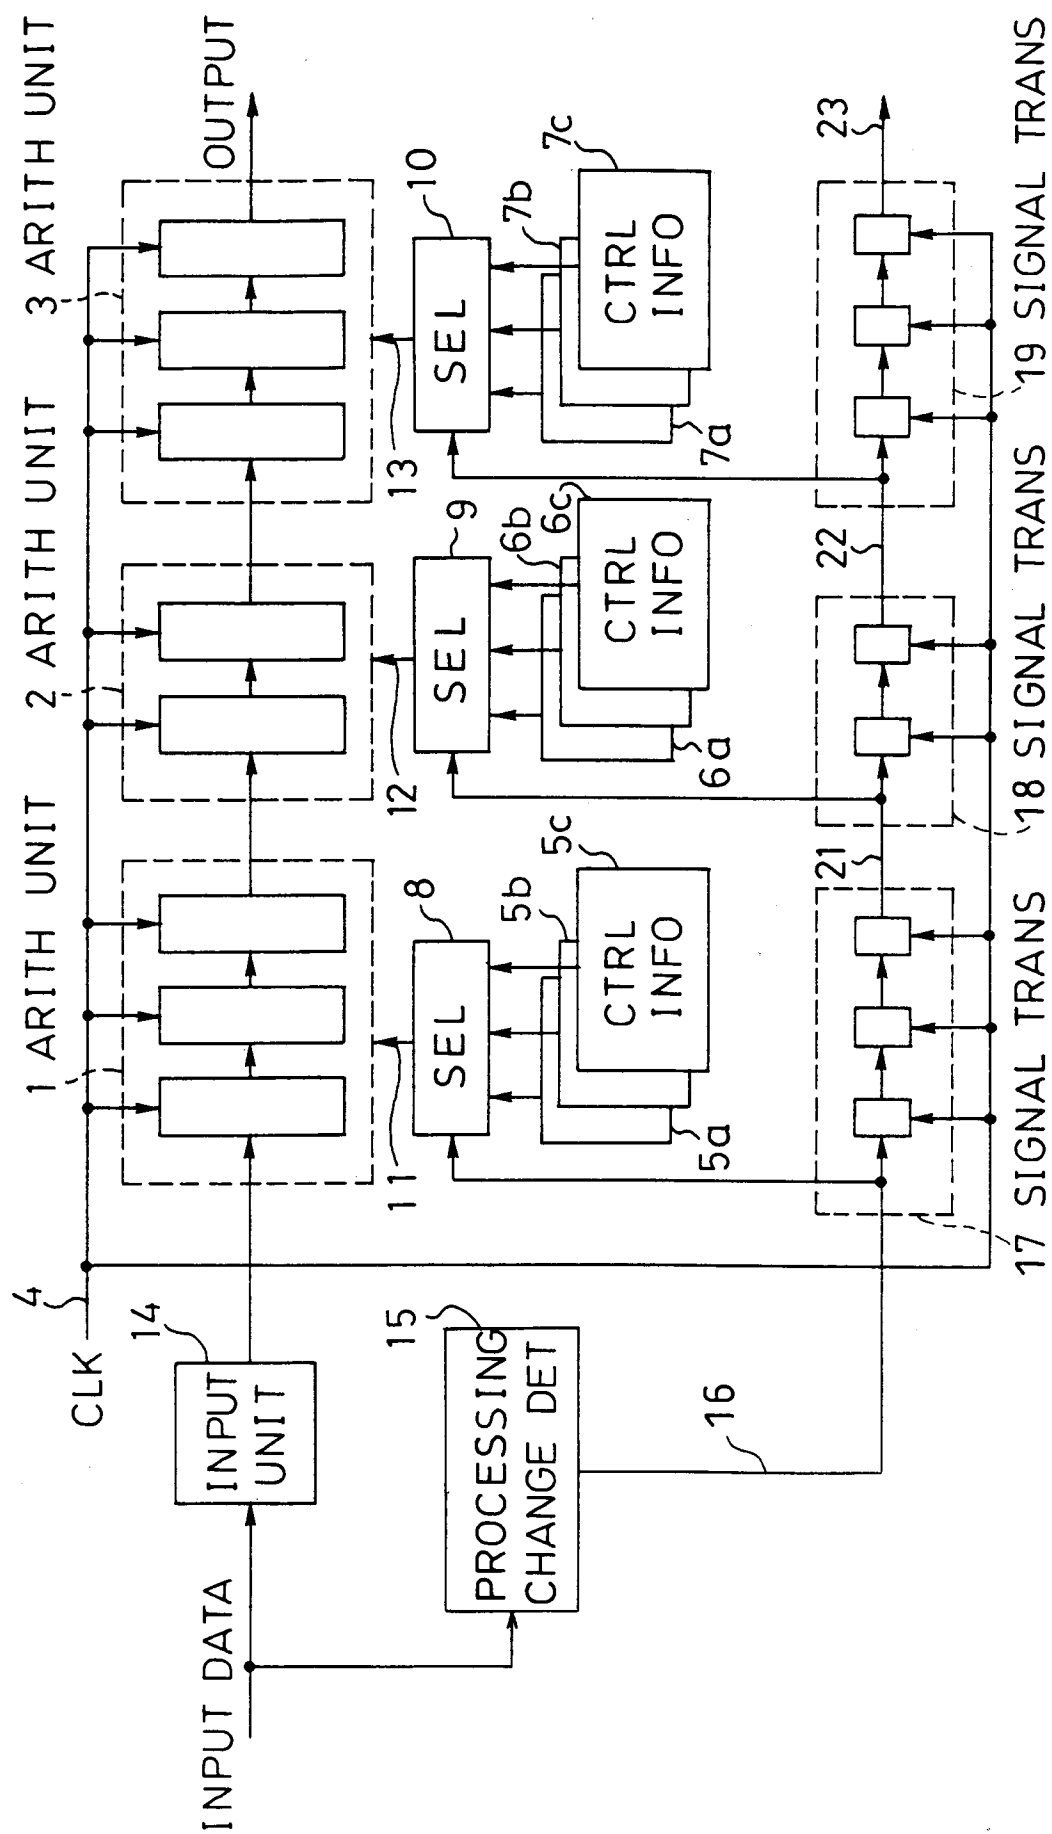 1 ARITH UNIT
2 ARITH UNIT
3 ARITH UNIT
4
CLK
14
INPUT
UNIT
INPUT DATA
OUTPUT
11
12
13
8
SEL
9
SEL
10
SEL
15
PROCESSING
CHANGE DET
5a
5b
5c
CTRL
INFO
6a
6b
6c
CTRL
INFO
7a
7b
7c
CTRL
INFO
16
21
22
23
17 SIGNAL TRANS
18 SIGNAL TRANS
19 SIGNAL TRANS